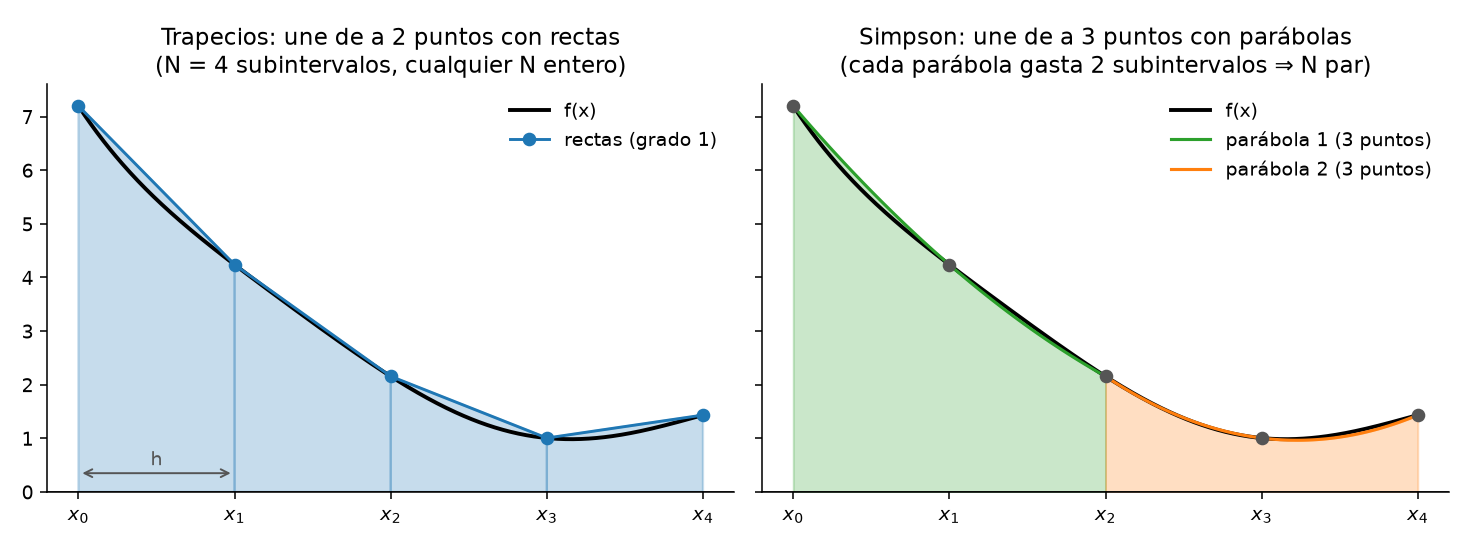 Trapecios: une de a 2 puntos con rectas
(N = 4 subintervalos, cualquier N entero)
f(x)
rectas (grado 1)
7
6
5
4
3
2
1
0
h
x₀
x₁
x₂
x₃
x₄
Simpson: une de a 3 puntos con parábolas
(cada parábola gasta 2 subintervalos ⇒ N par)
f(x)
parábola 1 (3 puntos)
parábola 2 (3 puntos)
x₀
x₁
x₂
x₃
x₄